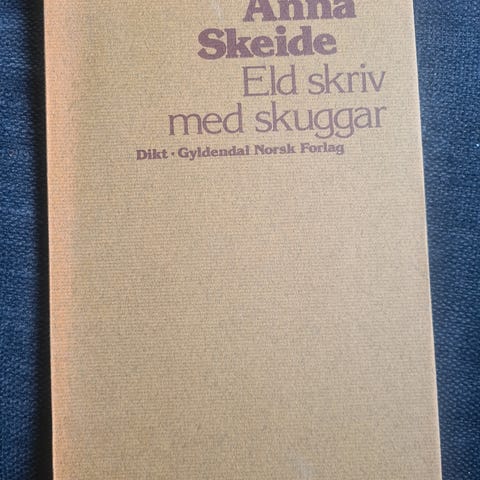 Anna
Skeide
Eld skriv
med skuggar
Dikt · Gyldendal Norsk Forlag